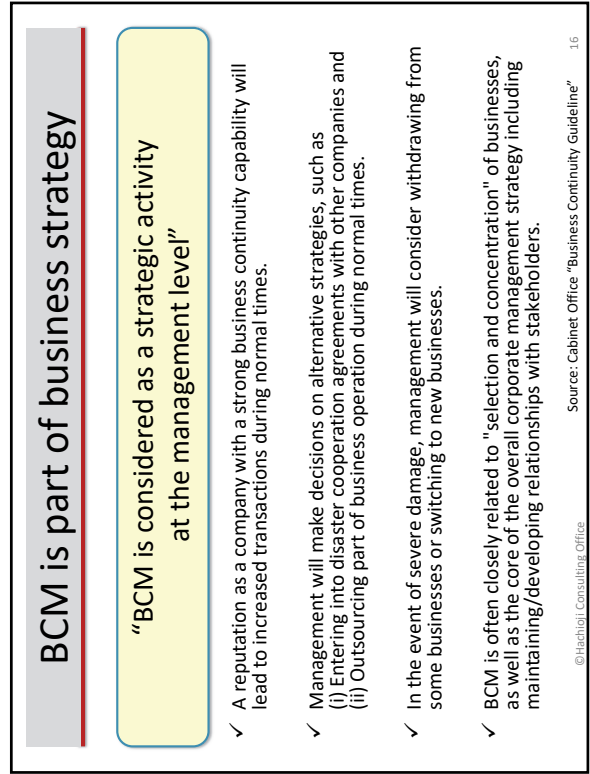 BCM is part of business strategy
“BCM is considered as a strategic activity
at the management level”
✓ A reputation as a company with a strong business continuity capability will
lead to increased transactions during normal times.
✓ Management will make decisions on alternative strategies, such as
(i) Entering into disaster cooperation agreements with other companies and
(ii) Outsourcing part of business operation during normal times.
✓ In the event of severe damage, management will consider withdrawing from
some businesses or switching to new businesses.
✓ BCM is often closely related to "selection and concentration" of businesses,
as well as the core of the overall corporate management strategy including
maintaining/developing relationships with stakeholders.
Source: Cabinet Office “Business Continuity Guideline”
©Hachioji Consulting Office
16